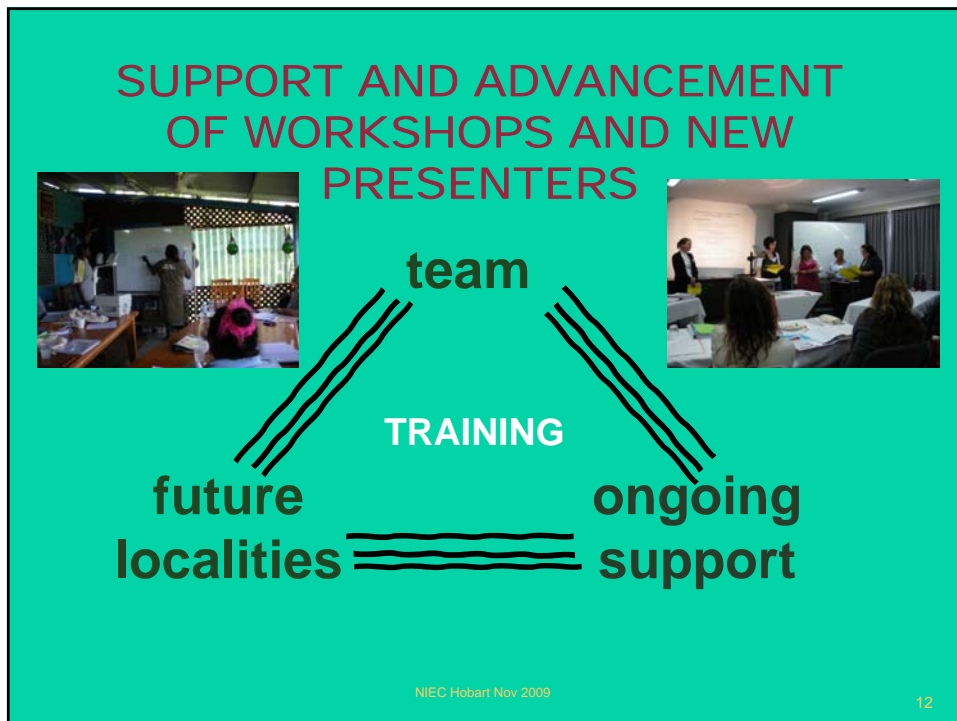 SUPPORT AND ADVANCEMENT
OF WORKSHOPS AND NEW
PRESENTERS
team
TRAINING
future
localities
ongoing
support
NIEC Hobart Nov 2009
12